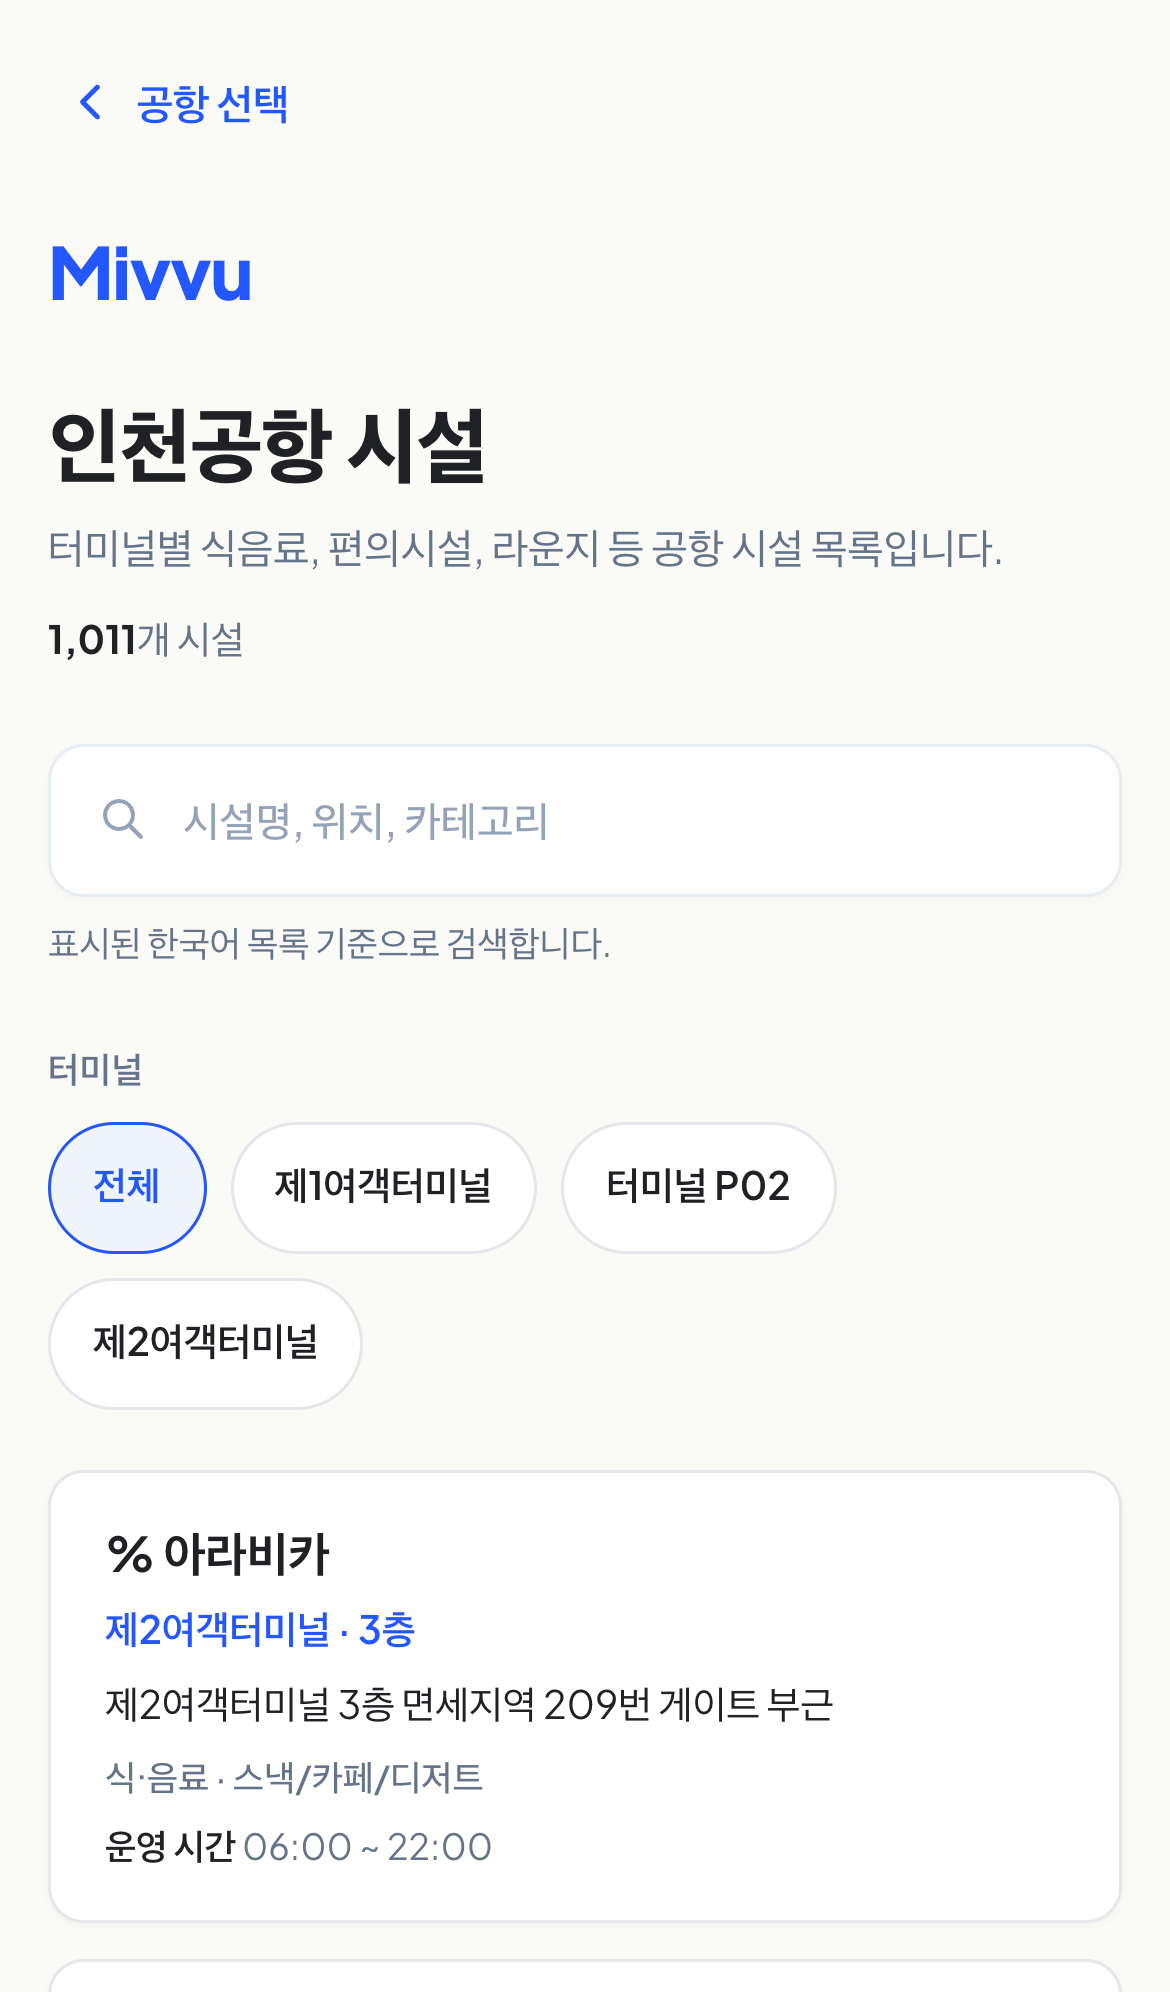 공항 선택
Mivvu
인천공항 시설
터미널별 식음료, 편의시설, 라운지 등 공항 시설 목록입니다.
1,011개 시설
시설명, 위치, 카테고리
표시된 한국어 목록 기준으로 검색합니다.
터미널
전체
제1여객터미널
터미널 P02
제2여객터미널
% 아라비카
제2여객터미널 · 3층
제2여객터미널 3층 면세지역 209번 게이트 부근
식·음료 · 스낵/카페/디저트
운영 시간 06:00 ~ 22:00